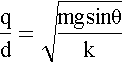 q/d = √(mgsinθ/k)